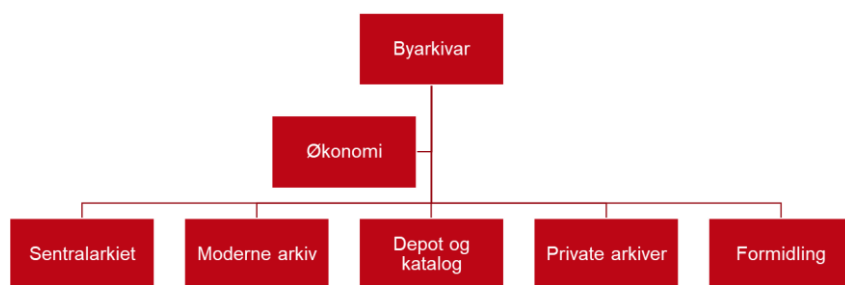 Byarkivar
Økonomi
Sentralarkiet
Moderne arkiv
Depot og
katalog
Private arkiver
Formidling